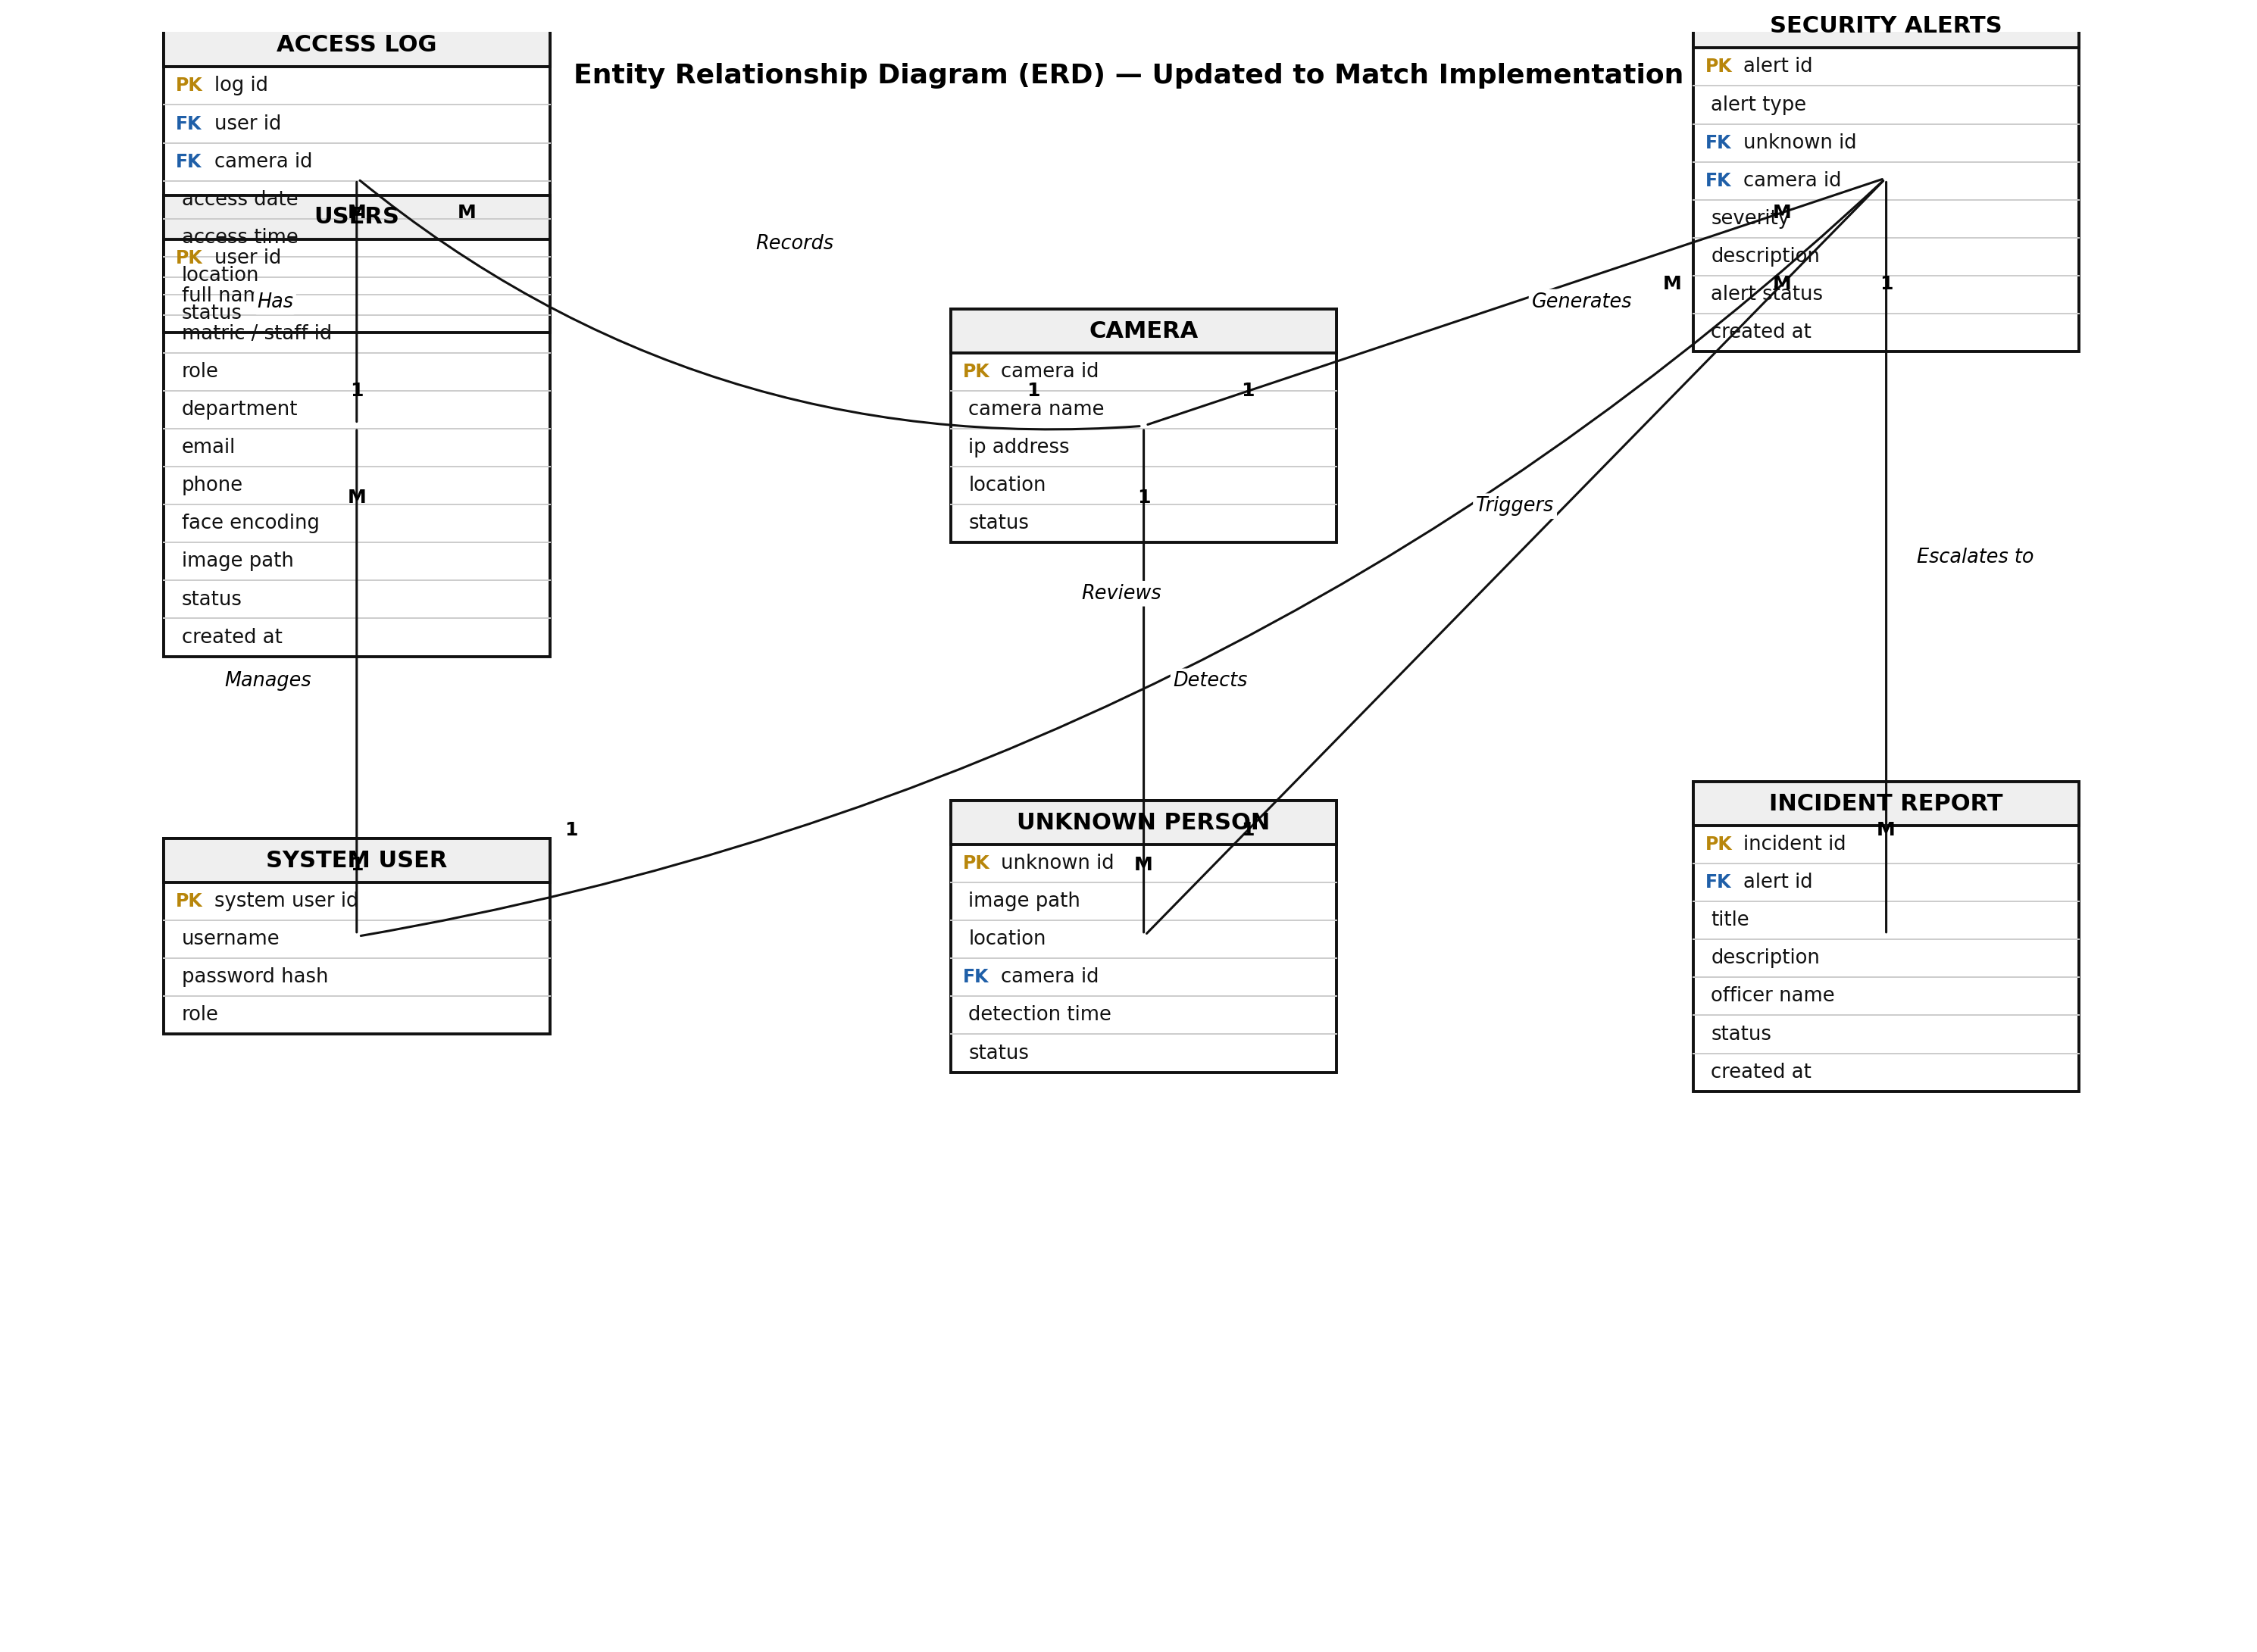 Entity Relationship Diagram (ERD) — Updated to Match Implementation
ACCESS LOG
PK log id
FK user id
FK camera id
access date
access time
location
status
USERS
PK user id
full nam
matric / staff id
role
department
email
phone
face encoding
image path
status
created at
M
M
Has
1
M
Manages
Records
SECURITY ALERTS
PK alert id
alert type
FK unknown id
FK camera id
severity
description
alert status
created at
M
M
M
1
Generates
CAMERA
PK camera id
camera name
ip address
location
status
1
1
1
Triggers
Escalates to
Reviews
Detects
SYSTEM USER
PK system user id
username
password hash
role
1
1
UNKNOWN PERSON
PK unknown id
image path
location
FK camera id
detection time
status
1
M
INCIDENT REPORT
PK incident id
FK alert id
title
description
officer name
status
created at
M